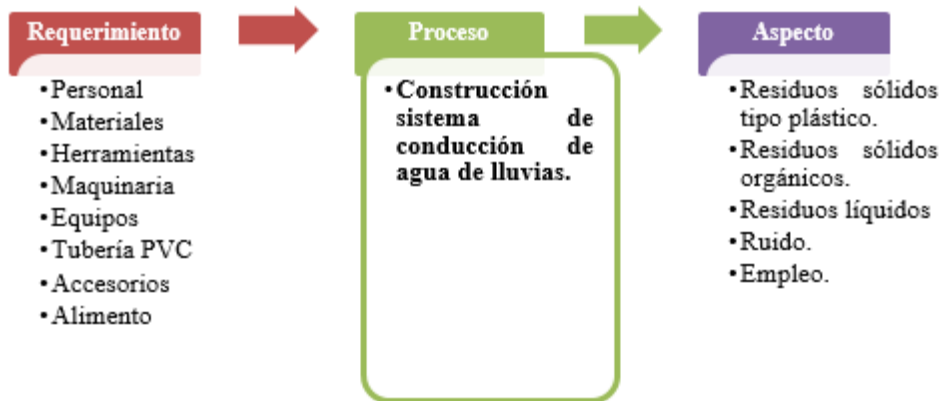 Requerimiento
•Personal
•Materiales
•Herramientas
•Maquinaria
•Equipos
•Tubería PVC
•Accesorios
•Alimento
Proceso
•Construcción
sistema de
conducción de
agua de lluvias.
Aspecto
•Residuos sólidos
tipo plástico.
•Residuos sólidos
orgánicos.
•Residuos líquidos
•Ruido.
•Empleo.